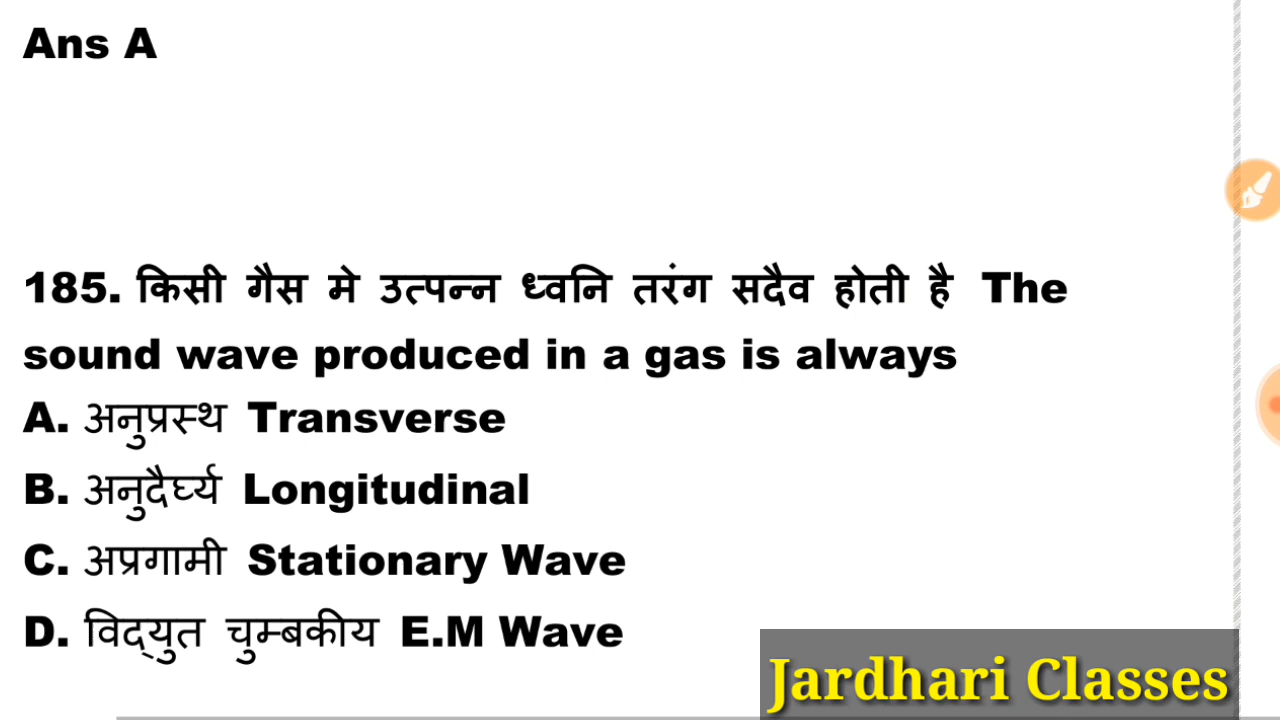 Ans A
185. किसी गैस मे उत्पन्न ध्वनि तरंग सदैव होती है The
sound wave produced in a gas is always
A. अनुप्रस्थ Transverse
B. अनुदैर्घ्य Longitudinal
C. अप्रगामी Stationary Wave
D. विद्‌युत चुम्बकीय E.M Wave
Jardhari Classes